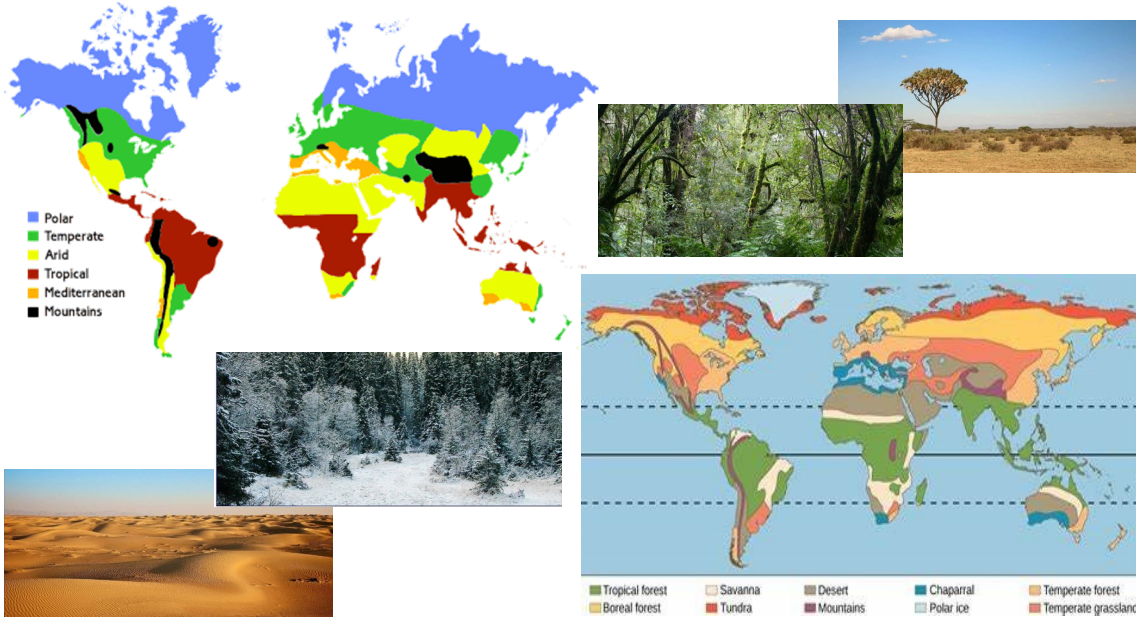 Polar
Temperate
Arid
Tropical
Mediterranean
Mountains
Tropical forest Savanna Desert Chaparral Temperate forest
Boreal forest Tundra Mountains Polar ice Temperate grassland